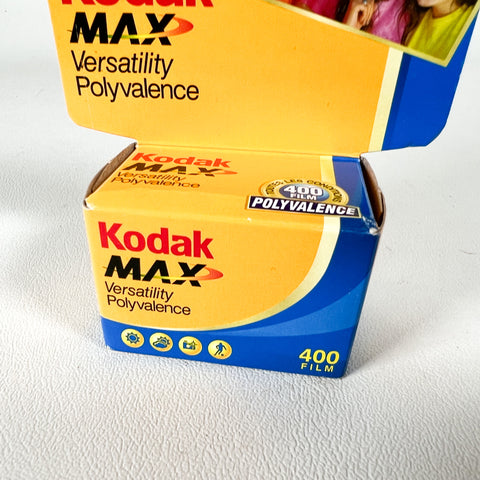 Kodak
MAX
Versatility
Polyvalence
Kodak
MAX
Versatility
Polyvalence
400
FILM
POLYVALENCE
Kodak
MAX
Versatility
Polyvalence
400
FILM